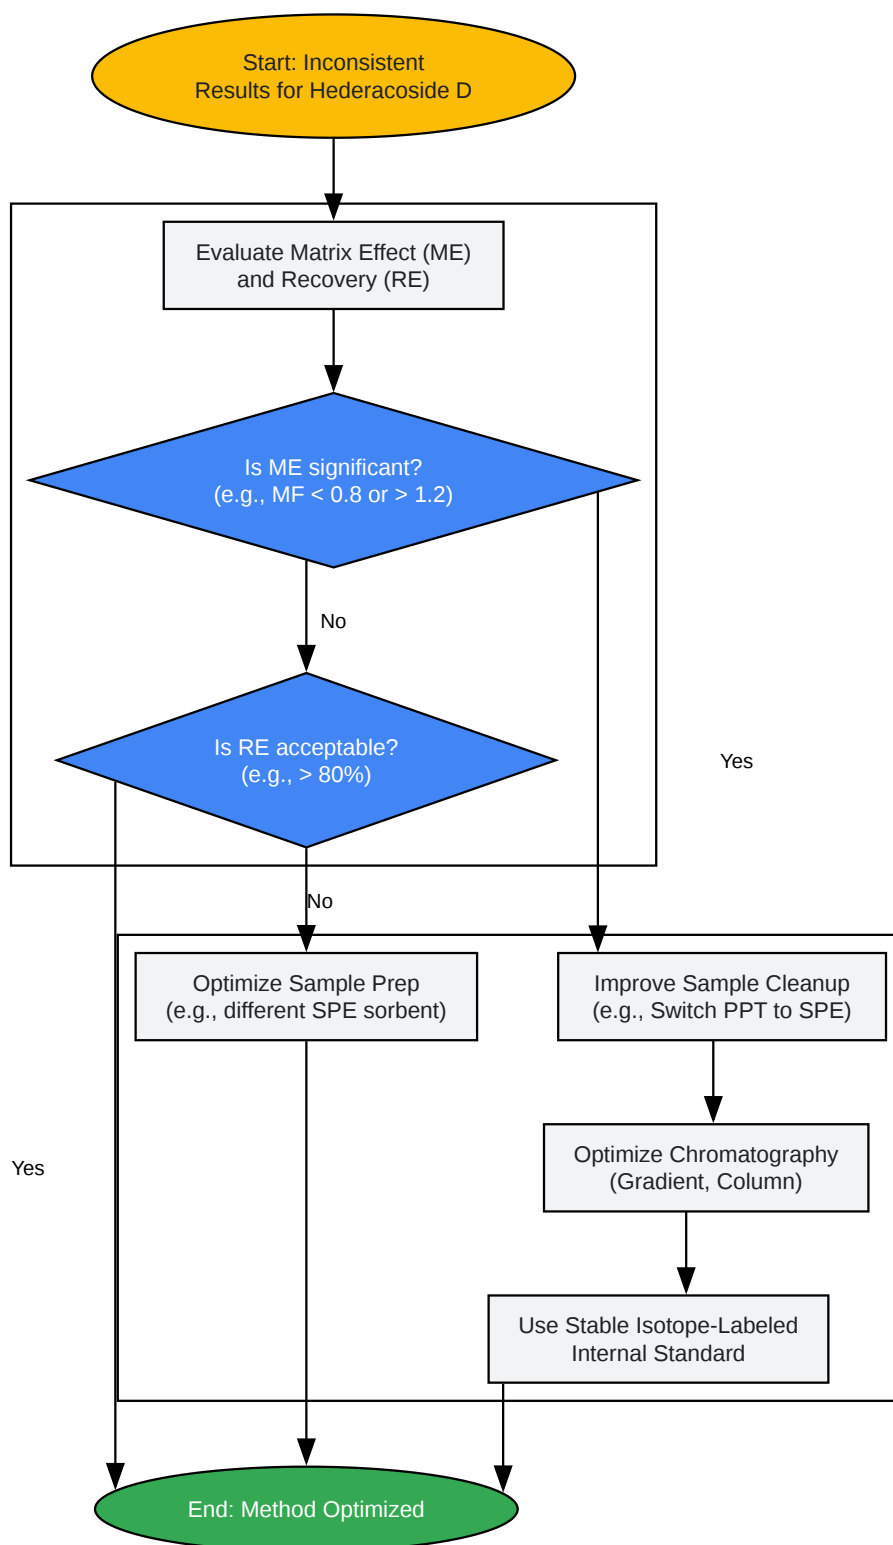 Start: Inconsistent
Results for Hederacoside D
Evaluate Matrix Effect (ME)
and Recovery (RE)
Is ME significant?
(e.g., MF < 0.8 or > 1.2)
No
Is RE acceptable?
(e.g., > 80%)
Yes
No
Optimize Sample Prep
(e.g., different SPE sorbent)
Improve Sample Cleanup
(e.g., Switch PPT to SPE)
Optimize Chromatography
(Gradient, Column)
Yes
Use Stable Isotope-Labeled
Internal Standard
End: Method Optimized